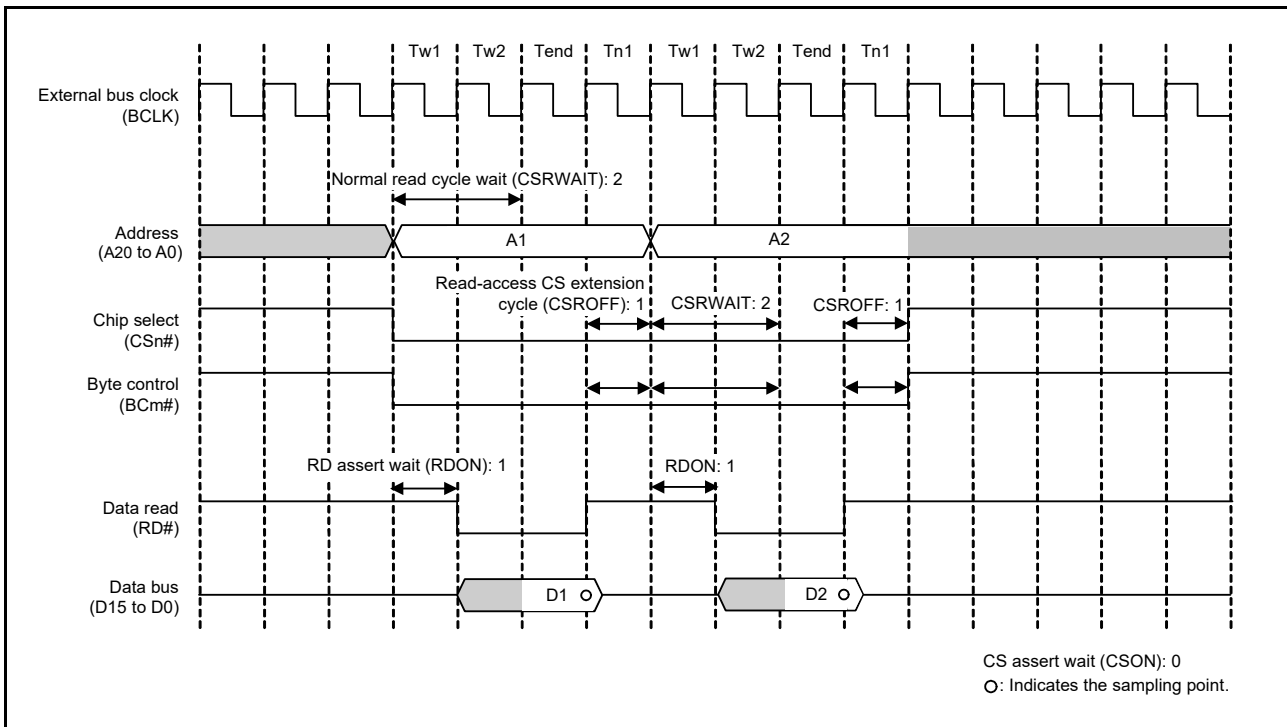 Tw1 Tw2 Tend Tn1 Tw1 Tw2 Tend Tn1
External bus clock
(BCLK)
Normal read cycle wait (CSRWAIT): 2
Address
(A20 to A0)
A1
A2
Read-access CS extension
cycle (CSROFF): 1
CSRWAIT: 2
CSROFF: 1
Chip select
(CSn#)
Byte control
(BCm#)
RD assert wait (RDON): 1
RDON: 1
Data read
(RD#)
Data bus
(D15 to D0)
D1
D2
CS assert wait (CSON): 0
: Indicates the sampling point.